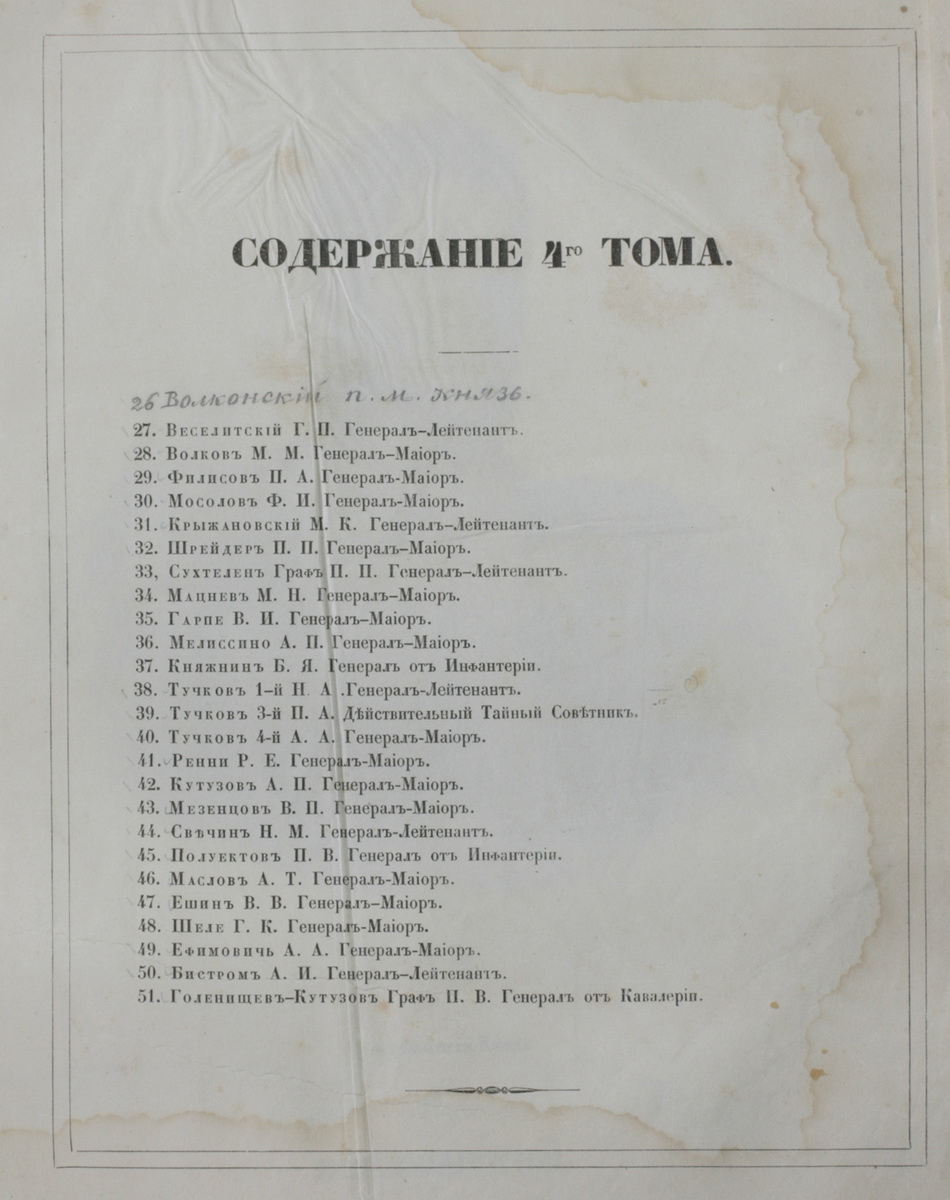 СОДЕРЖАНІЕ 4го ТОМА.
26 Волконскій п. м. князь.
27. Веселитскій Г. П. Генералъ–Лейтенантъ.
28. Волковъ М. М. Генералъ–Маіоръ.
29. Филисовъ П. А. Генералъ-Маіоръ.
30. Мосоловъ Ф. И. Генералъ-Маіоръ.
31. Крыжановскій М. К. Генералъ–Лейтенантъ.
32. Шрейдеръ П. П. Генералъ–Маіоръ.
33, Сухтеленъ Графъ П. П. Генералъ–Лейтенантъ.
34. Мацневъ М. Н. Генералъ–Маіоръ.
35. Гарпе В. И. Генералъ–Маіоръ.
36. Мелиссино А. П. Генералъ–Маіоръ.
37. Княжнинъ Б. Я. Генералъ отъ Инфантеріи.
38. Тучковъ 1–й Н. А .Генералъ-Лейтенантъ.
39. Тучковъ 3-й П. А. Дѣйствительный Тайный Совѣтникъ.
40. Тучковъ 4-й А. А. Генералъ-Маіоръ.
41. Ренни Р. Е. Генералъ-Маіоръ.
42. Кутузовъ А. П. Генералъ-Маіоръ.
43. Мезенцовъ В. П. Генералъ-Маіоръ.
44. Свѣчинъ Н. М. Генералъ-Лейтенантъ.
45. Полуектовъ П. В. Генералъ отъ Инфантеріи.
46. Масловъ А. Т. Генералъ-Маіоръ.
47. Ешинъ В. В. Генералъ–Маіоръ.
48. Шеле Г. К. Генералъ-Маіоръ.
49. Ефимовичь А. А. Генералъ–Маіоръ.
50. Бистромъ А. И. Генералъ–Лейтенантъ.
51. Голенищевъ–Кутузовъ Графъ П. В. Генералъ отъ Кавалеріи.